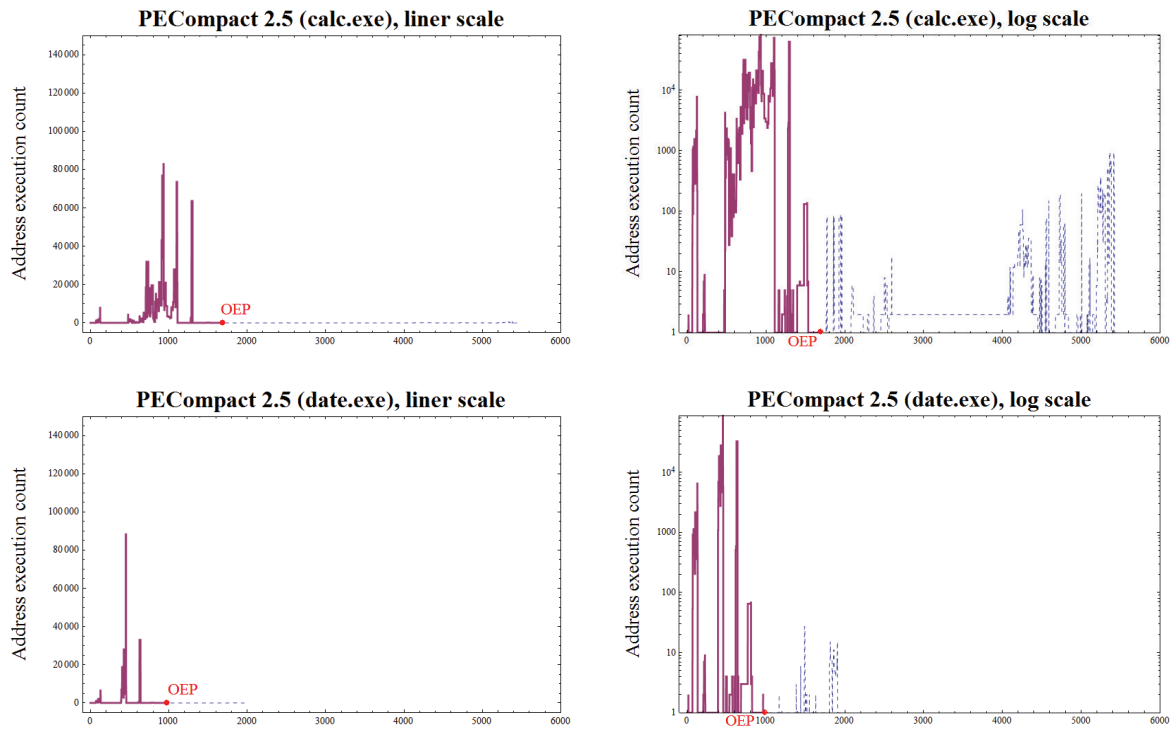 PECompact 2.5 (calc.exe), liner scale
Address execution count
140 000
120 000
100 000
80 000
60 000
40 000
20 000
0
OEP
0 1000 2000 3000 4000 5000 6000
PECompact 2.5 (calc.exe), log scale
Address execution count
10^4
1000
100
10
1
OEP
0 1000 2000 3000 4000 5000 6000
PECompact 2.5 (date.exe), liner scale
Address execution count
140 000
120 000
100 000
80 000
60 000
40 000
20 000
0
OEP
0 1000 2000 3000 4000 5000 6000
PECompact 2.5 (date.exe), log scale
Address execution count
10^4
1000
100
10
1
OEP
0 1000 2000 3000 4000 5000 6000